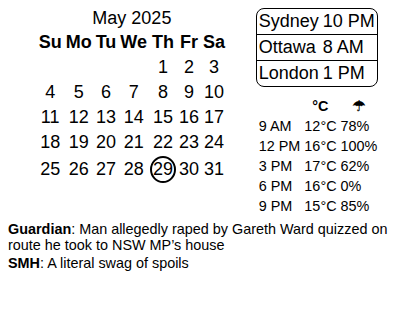 May 2025
Su Mo Tu We Th Fr Sa
1 2 3
4 5 6 7 8 9 10
11 12 13 14 15 16 17
18 19 20 21 22 23 24
25 26 27 28 29 30 31
Sydney 10 PM
Ottawa 8 AM
London 1 PM
°C ☂
9 AM 12°C 78%
12 PM 16°C 100%
3 PM 17°C 62%
6 PM 16°C 0%
9 PM 15°C 85%
Guardian: Man allegedly raped by Gareth Ward quizzed on
route he took to NSW MP’s house
SMH: A literal swag of spoils